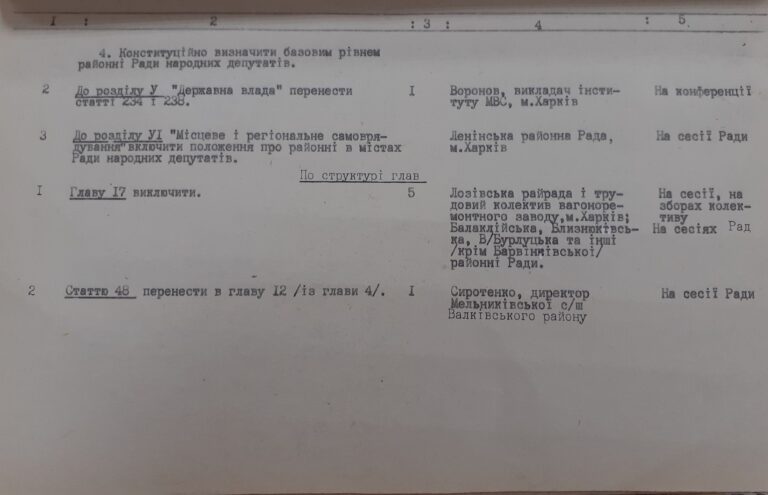 I : 2 : 3 : 4 : 5
4. Конституційно визначити базовим рівнем
районні Ради народних депутатів.
2 До розділу У "Державна влада" перенести I Воронов, викладач інсти- На конференції
статті 234 і 238. туту МВС, м.Харків
3 До розділу УІ "Місцеве і регіональне самовря- Ленінська районна Рада, На сесії Ради
дування"включити положення про районні в містах м.Харків
Ради народних депутатів.
По структурі глав
I Главу I7 виключити. 5 Лозівська райрада і тру- На сесії, на
довий колектив вагоноре- зборах колек-
монтного заводу,м.Харків; тиву
Балаклійська, Близнюківсь- На сесіях Рад
ка, В/Бурлуцька та інші
/крім Барвінківської/
районні Ради.
2 Статтю 48 перенести в главу I2 /із глави 4/. I Сиротенко, директор На сесії Ради
Мельниківської с/ш
Валківського району